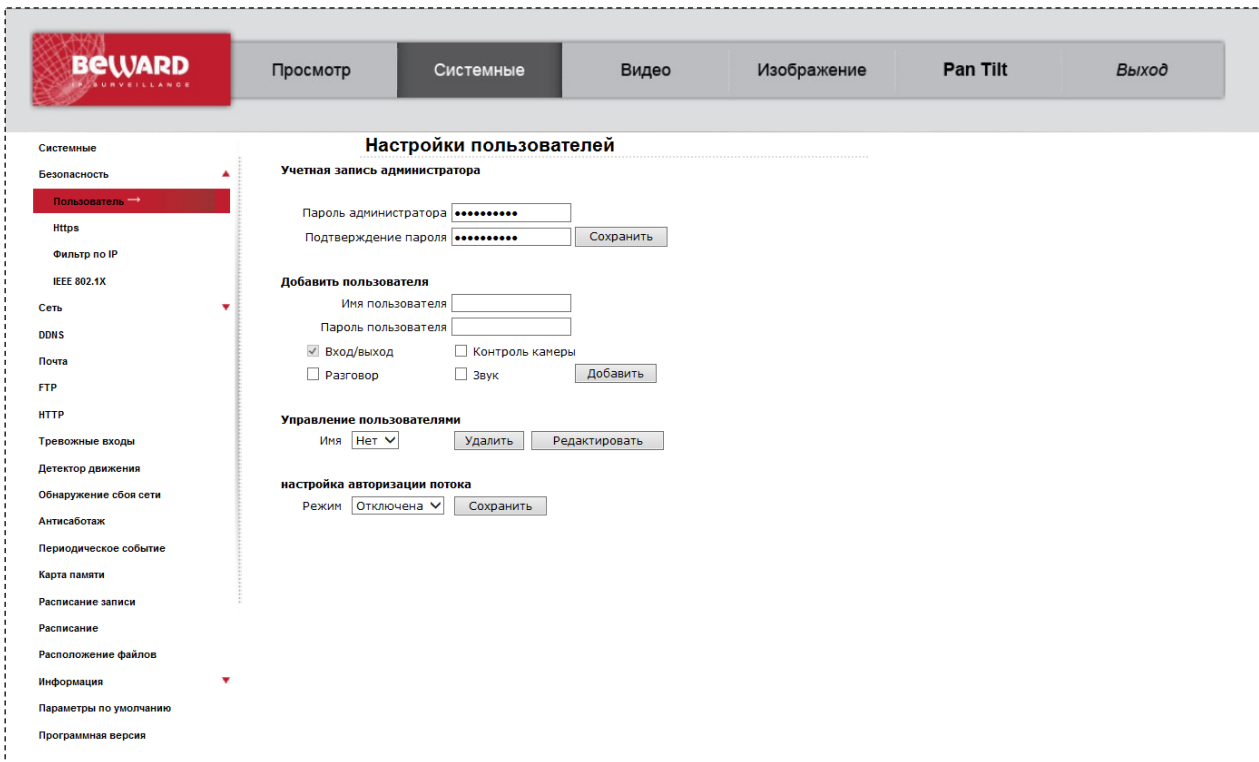 BEWARD
IP SURVEILLANCE
Просмотр
Системные
Видео
Изображение
Pan Tilt
Выход
Системные
Безопасность
Пользователь →
Https
Фильтр по IP
IEEE 802.1X
Сеть
DDNS
Почта
FTP
HTTP
Тревожные входы
Детектор движения
Обнаружение сбоя сети
Антисаботаж
Периодическое событие
Карта памяти
Расписание записи
Расписание
Расположение файлов
Информация
Параметры по умолчанию
Программная версия
Настройки пользователей
Учетная запись администратора
Пароль администратора ••••••••••
Подтверждение пароля •••••••••• Сохранить
Добавить пользователя
Имя пользователя
Пароль пользователя
Вход/выход Контроль камеры
Разговор Звук Добавить
Управление пользователями
Имя Нет Удалить Редактировать
настройка авторизации потока
Режим Отключена Сохранить